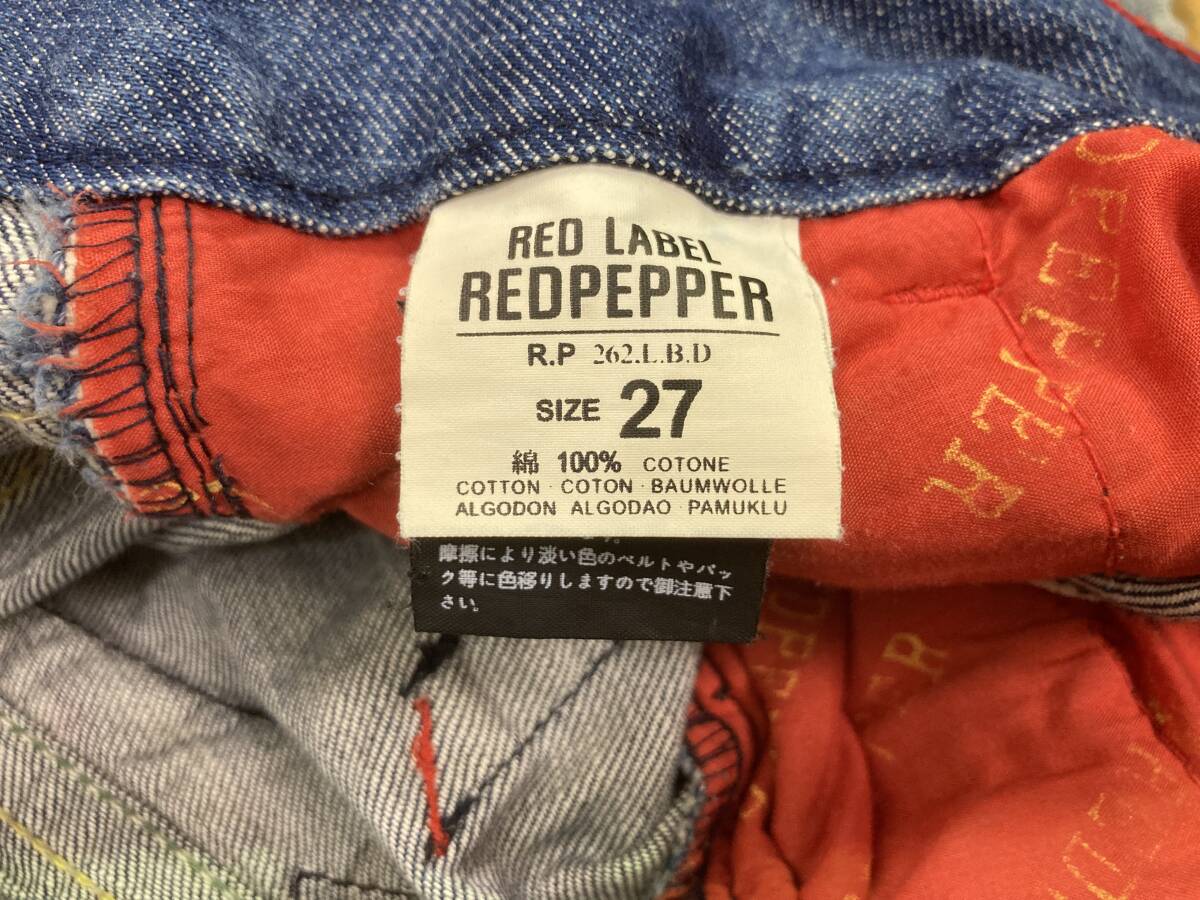 RED LABEL
REDPEPPER
R.P 262.L.B.D
SIZE 27
綿 100% COTONE
COTTON · COTON · BAUMWOLLE
ALGODON ALGODAO · PAMUKLU
摩擦により淡い色のベルトやバッ
ク等に色移りしますので御注意下
さい。
D PEPPER